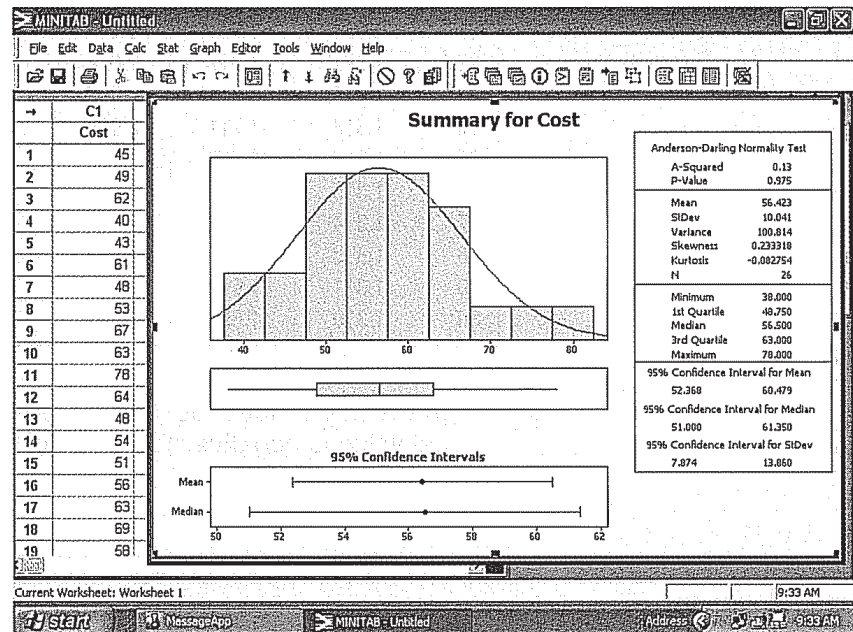 MINITAB - Untitled
File Edit Data Calc Stat Graph Editor Tools Window Help
→ C1
Cost
1 45
2 49
3 62
4 40
5 43
6 61
7 48
8 53
9 67
10 63
11 78
12 64
13 48
14 54
15 51
16 56
17 63
18 69
19 58
Summary for Cost
40 50 60 70 80
95% Confidence Intervals
Mean
Median
50 52 54 56 58 60 62
Anderson-Darling Normality Test
A-Squared 0.13
P-Value 0.975
Mean 56.423
StDev 10.041
Variance 100.814
Skewness 0.233318
Kurtosis -0.082754
N 26
Minimum 38.000
1st Quartile 48.750
Median 56.500
3rd Quartile 63.000
Maximum 78.000
95% Confidence Interval for Mean
52.368 60.479
95% Confidence Interval for Median
51.000 61.350
95% Confidence Interval for StDev
7.874 13.860
Current Worksheet: Worksheet 1
9:33 AM
start MessageApp MINITAB - Untitled Address 9:33 AM